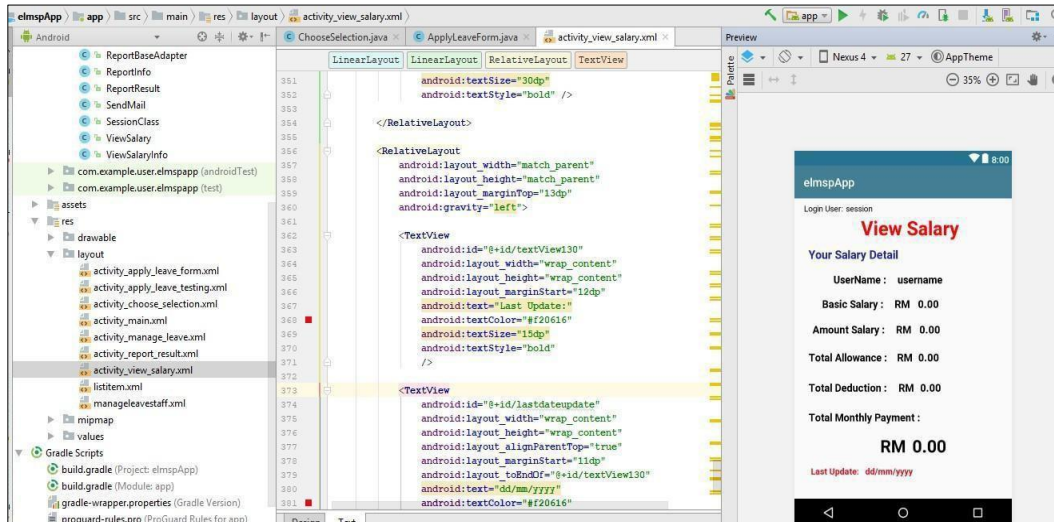 elmspApp app src main res layout activity_view_salary.xml
app
Android
ChooseSelection.java ApplyLeaveForm.java activity_view_salary.xml
Preview
ReportBaseAdapter
ReportInfo
ReportResult
SendMail
SessionClass
ViewSalary
ViewSalaryInfo
com.example.user.elmspapp (androidTest)
com.example.user.elmspapp (test)
assets
res
drawable
layout
activity_apply_leave_form.xml
activity_apply_leave_testing.xml
activity_choose_selection.xml
activity_main.xml
activity_manage_leave.xml
activity_report_result.xml
activity_view_salary.xml
listitem.xml
manageleavestaff.xml
mipmap
values
Gradle Scripts
build.gradle (Project: elmspApp)
build.gradle (Module: app)
gradle-wrapper.properties (Gradle Version)
proguard-rules.pro (ProGuard Rules for app)
LinearLayout LinearLayout RelativeLayout TextView
351 android:textSize="30dp"
352 android:textStyle="bold" />
353
354 </RelativeLayout>
355
356 <RelativeLayout
357 android:layout_width="match_parent"
358 android:layout_height="match_parent"
359 android:layout_marginTop="13dp"
360 android:gravity="left">
361
362 <TextView
363 android:id="@+id/textView130"
364 android:layout_width="wrap_content"
365 android:layout_height="wrap_content"
366 android:layout_marginStart="12dp"
367 android:text="Last Update:"
368 android:textColor="#f20616"
369 android:textSize="15dp"
370 android:textStyle="bold"
371 />
372
373 <TextView
374 android:id="@+id/lastdateupdate"
375 android:layout_width="wrap_content"
376 android:layout_height="wrap_content"
377 android:layout_alignParentTop="true"
378 android:layout_marginStart="11dp"
379 android:layout_toEndOf="@+id/textView130"
380 android:text="dd/mm/yyyy"
381 android:textColor="#f20616"
Design Text
Palette
Nexus 4 27 AppTheme
35%
8:00
elmspApp
Login User: session
View Salary
Your Salary Detail
UserName : username
Basic Salary : RM 0.00
Amount Salary : RM 0.00
Total Allowance : RM 0.00
Total Deduction : RM 0.00
Total Monthly Payment :
RM 0.00
Last Update: dd/mm/yyyy